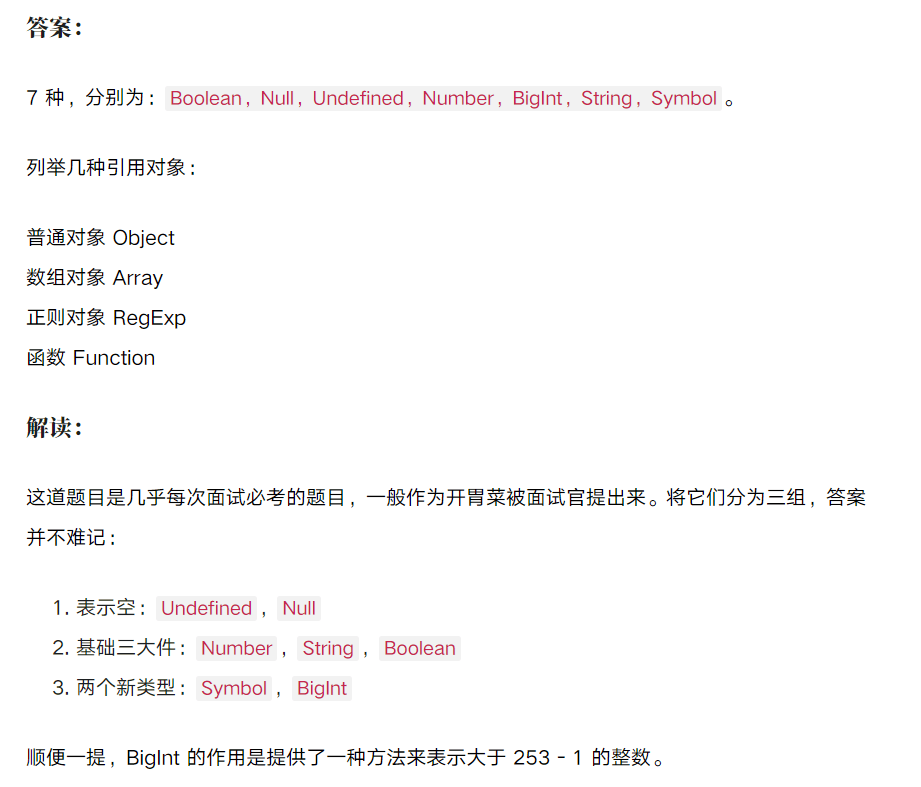 答案：
7 种，分别为：Boolean，Null，Undefined，Number，BigInt，String，Symbol。
列举几种引用对象：
普通对象 Object
数组对象 Array
正则对象 RegExp
函数 Function
解读：
这道题目是几乎每次面试必考的题目，一般作为开胃菜被面试官提出来。将它们分为三组，答案
并不难记：
1. 表示空：Undefined，Null
2. 基础三大件：Number，String，Boolean
3. 两个新类型：Symbol，BigInt
顺便一提，BigInt 的作用是提供了一种方法来表示大于 253 - 1 的整数。